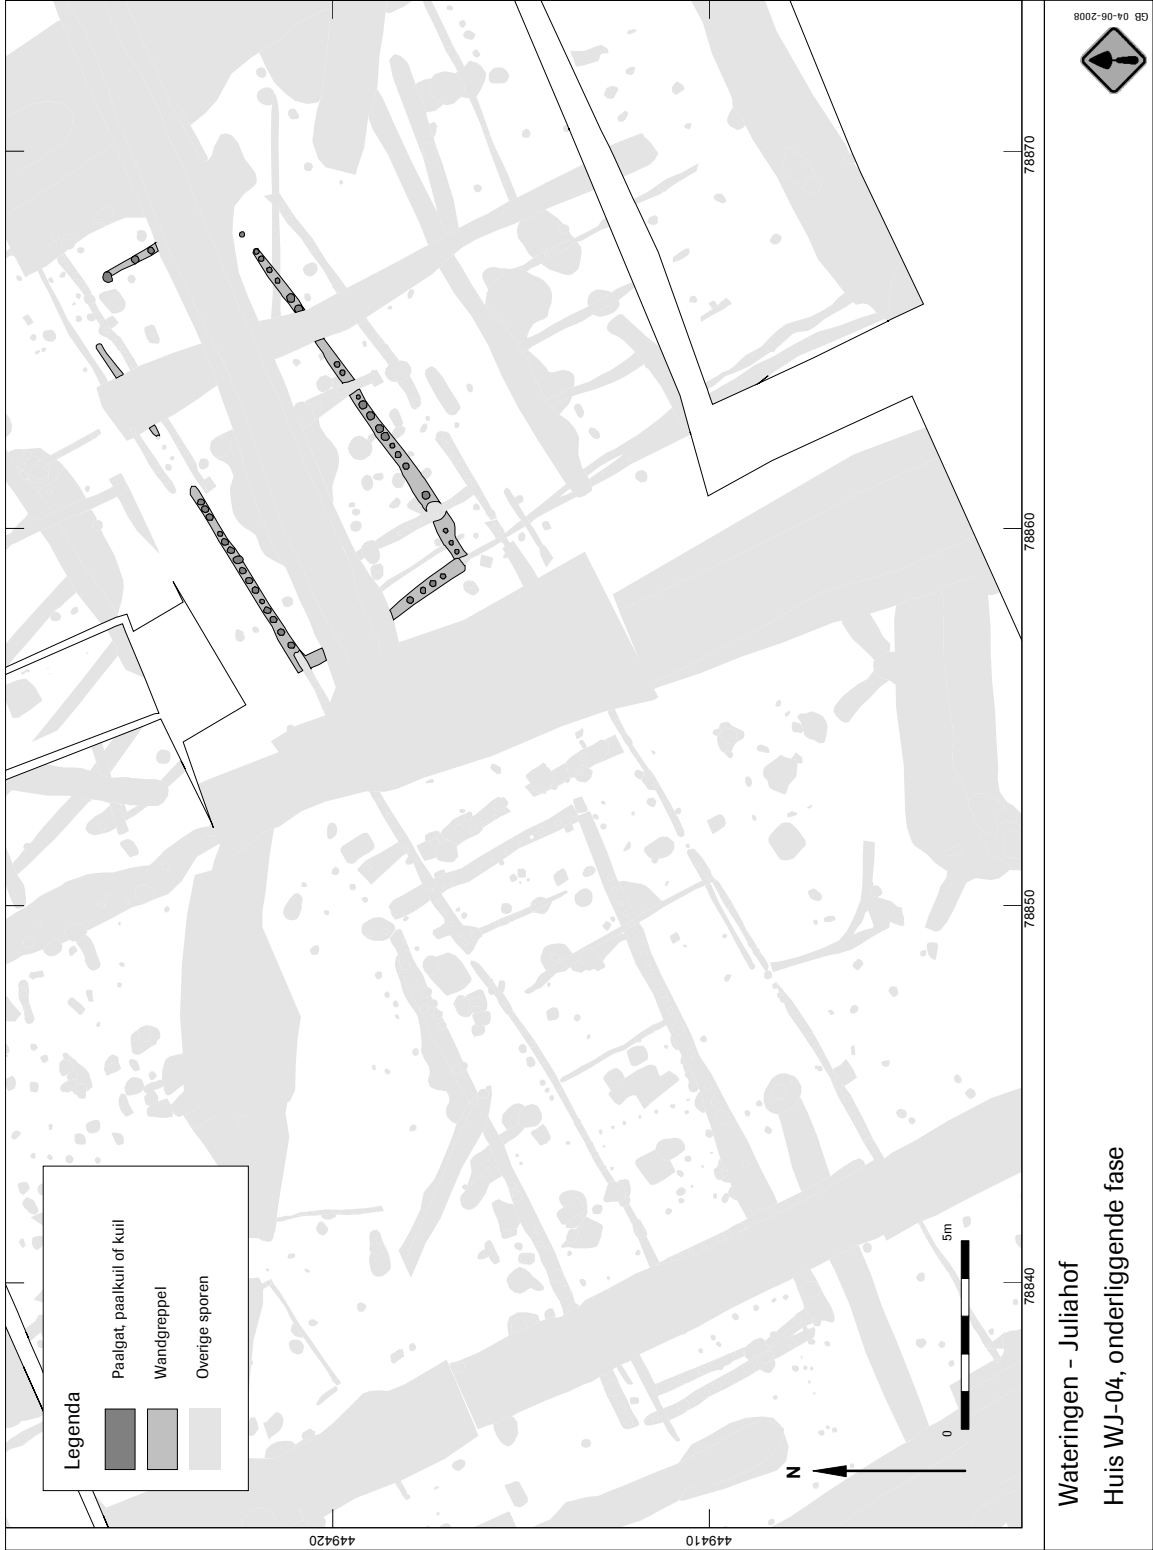 Legenda
Paalgat, paalkuil of kuil
Wandgreppel
Overige sporen
N
0 5m
449420
449410
78840
78850
78860
78870
Wateringen - Juliahof
Huis WJ-04, onderliggende fase
GB 04-06-2008